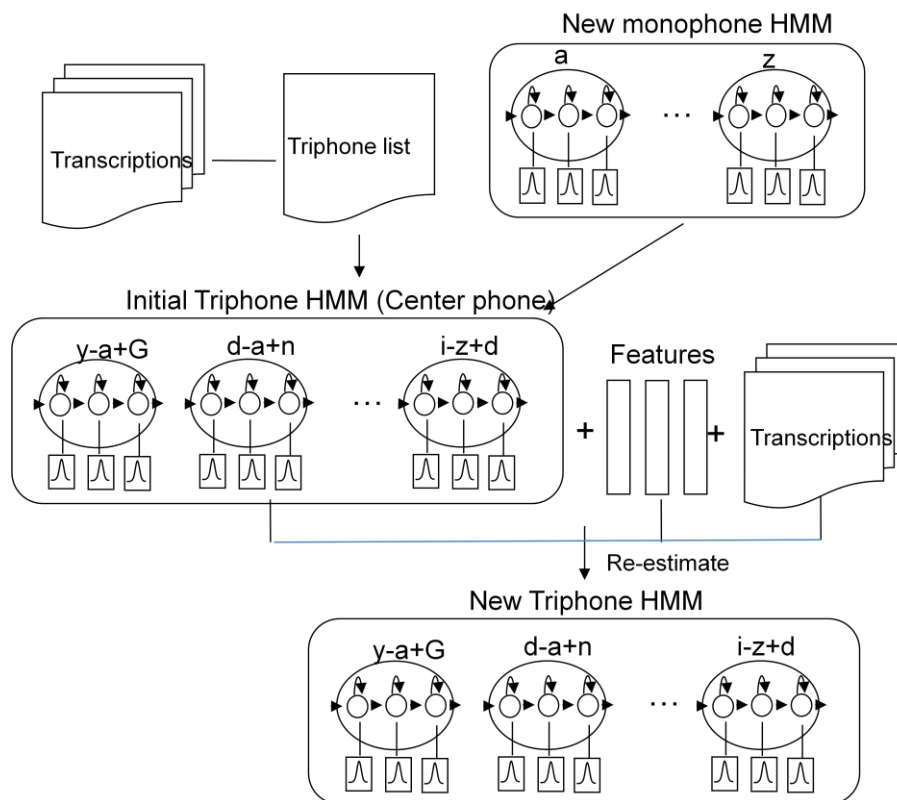 New monophone HMM
a
z
...
Transcriptions
Triphone list
Initial Triphone HMM (Center phone)
y-a+G
d-a+n
i-z+d
...
Features
+
+
Transcriptions
Re-estimate
New Triphone HMM
y-a+G
d-a+n
i-z+d
...